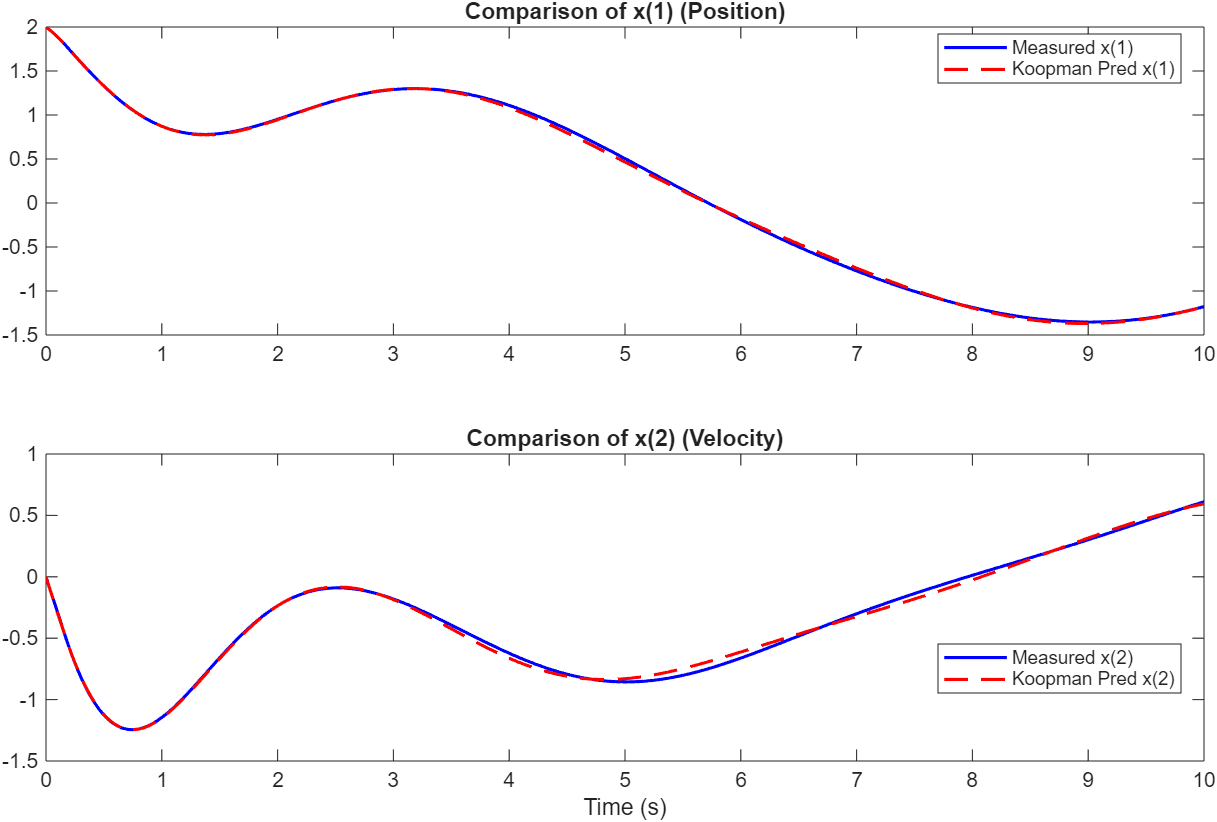 Comparison of x(1) (Position)
2
1.5
1
0.5
0
-0.5
-1
-1.5
Measured x(1)
Koopman Pred x(1)
0 1 2 3 4 5 6 7 8 9 10
Comparison of x(2) (Velocity)
1
0.5
0
-0.5
-1
-1.5
Measured x(2)
Koopman Pred x(2)
0 1 2 3 4 5 6 7 8 9 10
Time (s)